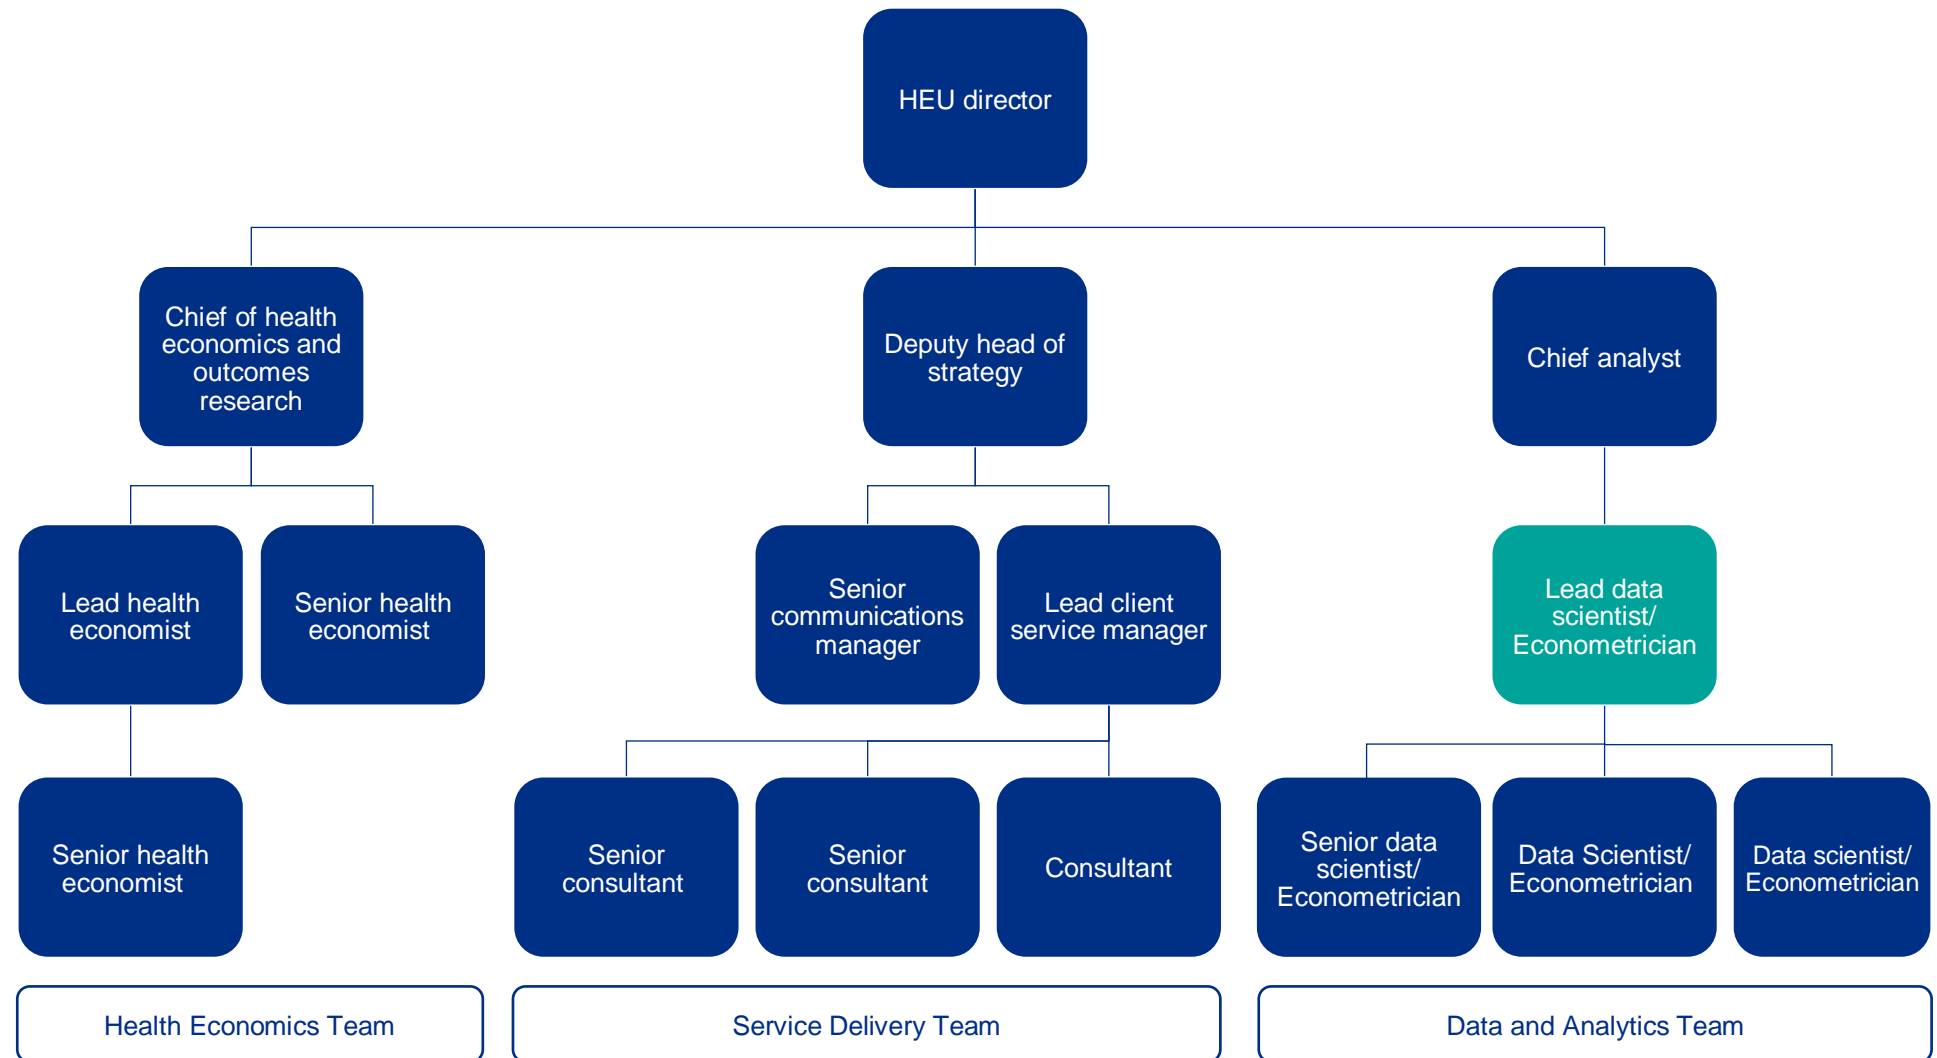 HEU director
Chief of health
economics and
outcomes
research
Deputy head of
strategy
Chief analyst
Lead health
economist
Senior health
economist
Senior
communications
manager
Lead client
service manager
Lead data
scientist/
Econometrician
Senior health
economist
Senior
consultant
Senior
consultant
Consultant
Senior data
scientist/
Econometrician
Data Scientist/
Econometrician
Data scientist/
Econometrician
Health Economics Team
Service Delivery Team
Data and Analytics Team